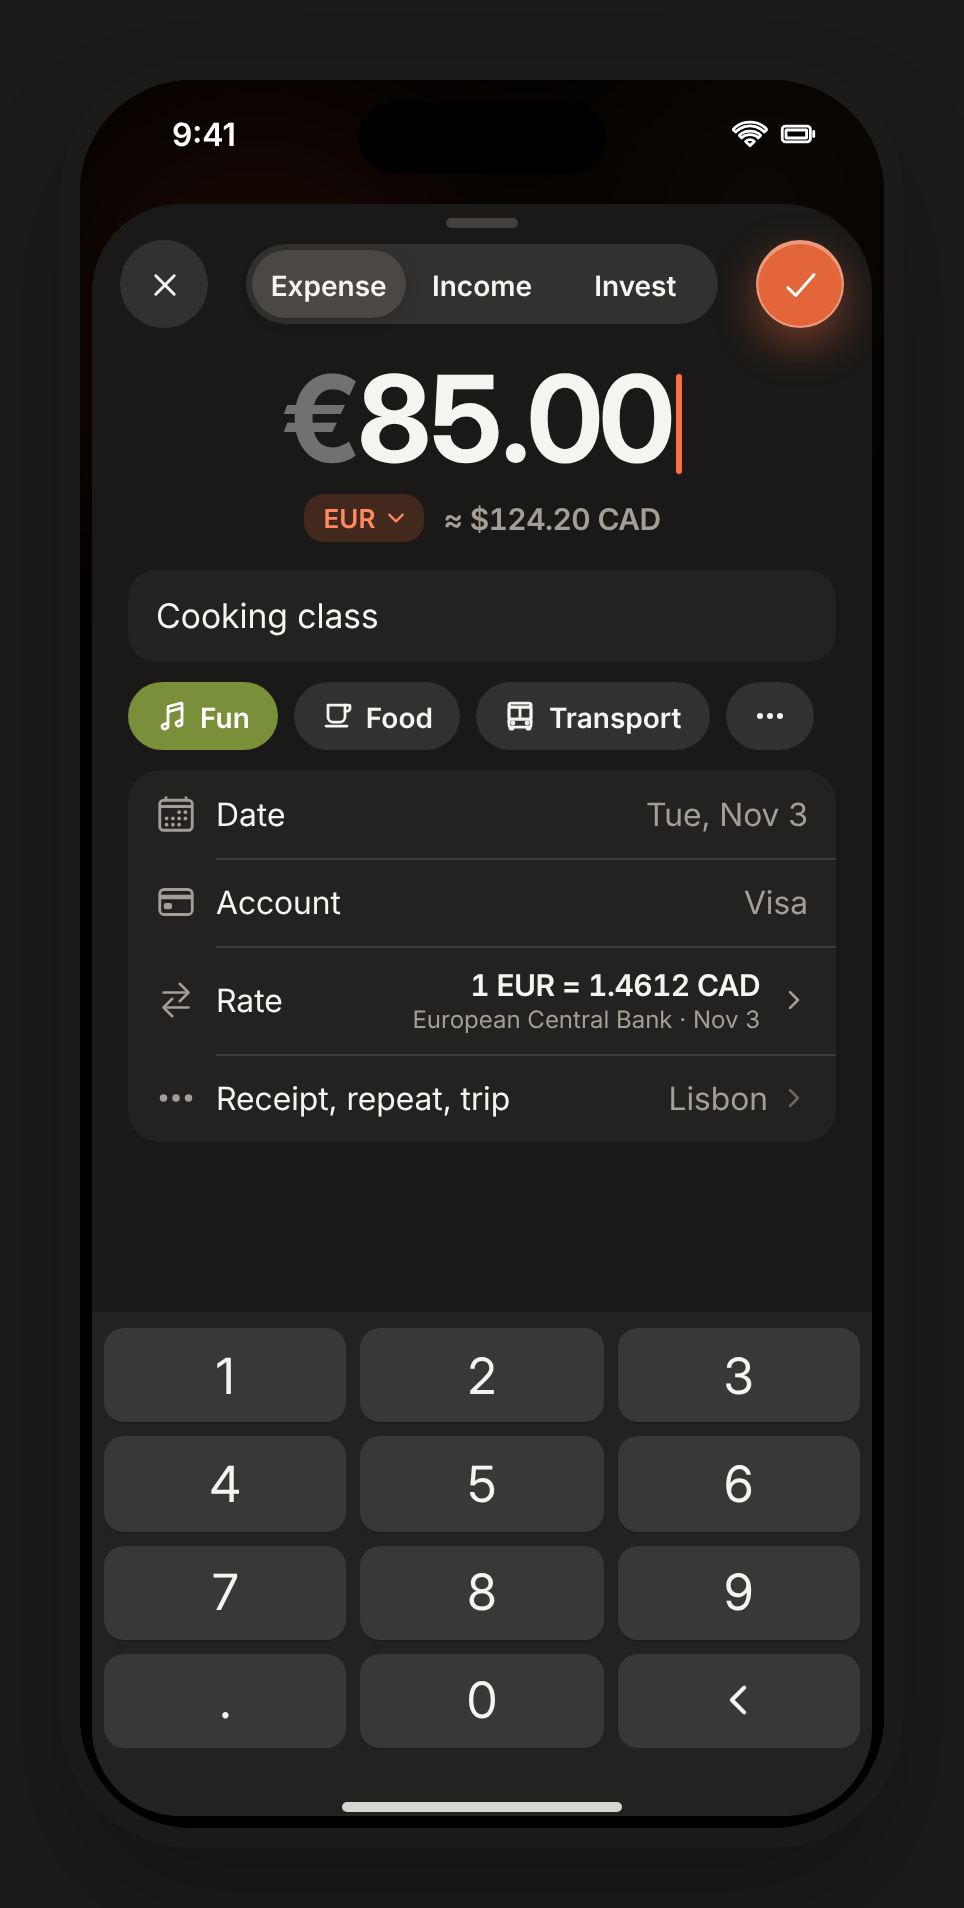 9:41
Expense Income Invest
€85.00
EUR ≈ $124.20 CAD
Cooking class
Fun Food Transport
Date Tue, Nov 3
Account Visa
Rate 1 EUR = 1.4612 CAD
European Central Bank · Nov 3
Receipt, repeat, trip Lisbon
1 2 3
4 5 6
7 8 9
. 0